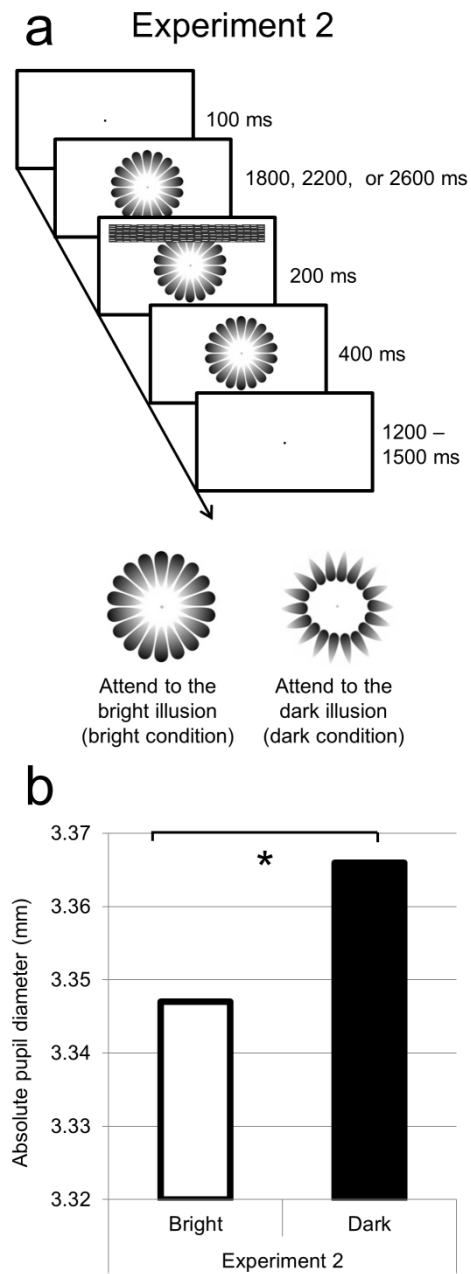 a Experiment 2
100 ms
1800, 2200, or 2600 ms
200 ms
400 ms
1200 –
1500 ms
Attend to the
bright illusion
(bright condition)
Attend to the
dark illusion
(dark condition)
b
3.37
3.36
3.35
3.34
3.33
3.32
Absolute pupil diameter (mm)
*
Bright Dark
Experiment 2